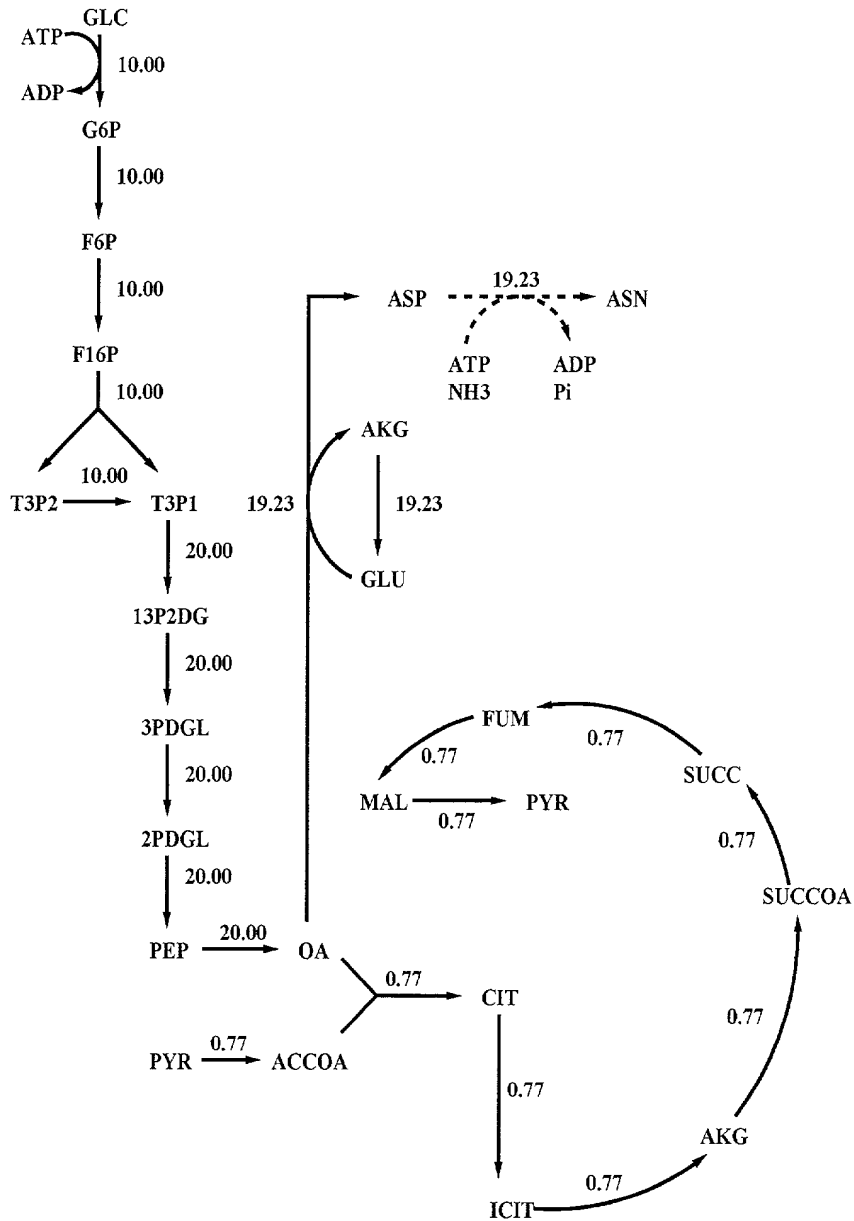 GLC
ATP
10.00
ADP
G6P
10.00
F6P
10.00
19.23
ASP
ASN
F16P
ATP
ADP
NH3
Pi
10.00
AKG
10.00
T3P2
T3P1
19.23
19.23
20.00
GLU
13P2DG
20.00
FUM
3PDGL
0.77
0.77
SUCC
20.00
MAL
PYR
0.77
2PDGL
0.77
20.00
SUCCOA
20.00
PEP
OA
0.77
CIT
0.77
PYR
0.77
ACCOA
0.77
AKG
0.77
ICIT